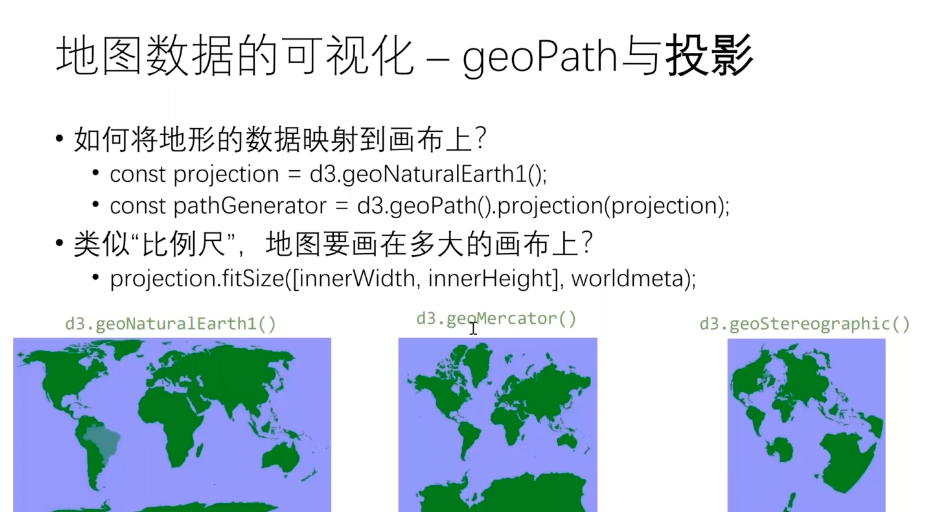 地图数据的可视化 – geoPath与投影
• 如何将地形的数据映射到画布上？
• const projection = d3.geoNaturalEarth1();
• const pathGenerator = d3.geoPath().projection(projection);
• 类似“比例尺”，地图要画在多大的画布上？
• projection.fitSize([innerWidth, innerHeight], worldmeta);
d3.geoNaturalEarth1()
d3.geoMercator()
d3.geoStereographic()